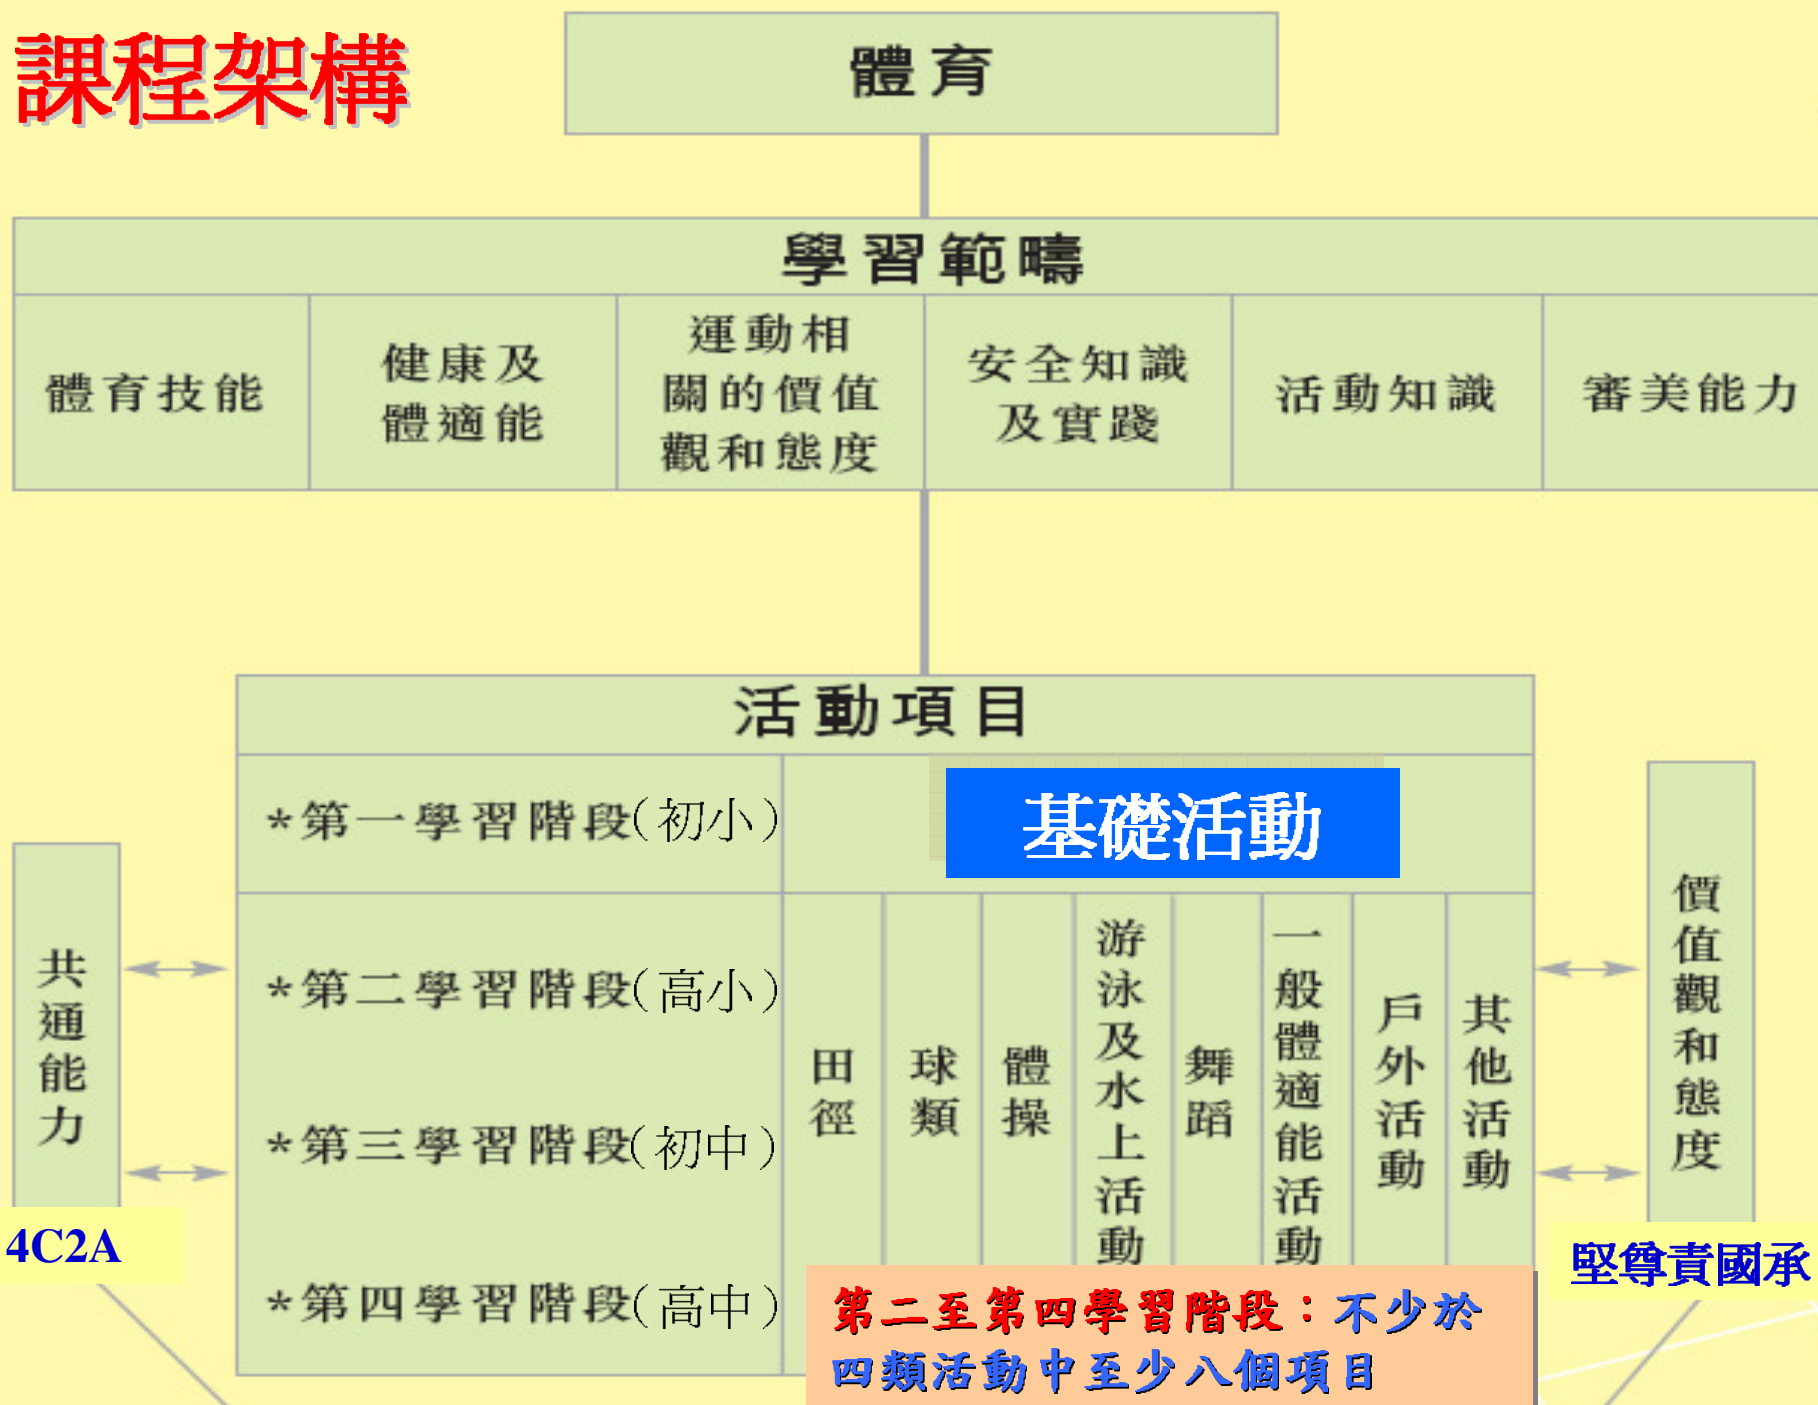 課程架構
體育
學習範疇
體育技能
健康及
體適能
運動相
關的價值
觀和態度
安全知識
及實踐
活動知識
審美能力
活動項目
*第一學習階段(初小)
基礎活動
*第二學習階段(高小)
*第三學習階段(初中)
*第四學習階段(高中)
田徑
球類
體操
游泳及水上活動
舞蹈
一般體適能活動
戶外活動
其他活動
共通能力
4C2A
價值觀和態度
堅尊責國承
第二至第四學習階段：不少於
四類活動中至少八個項目